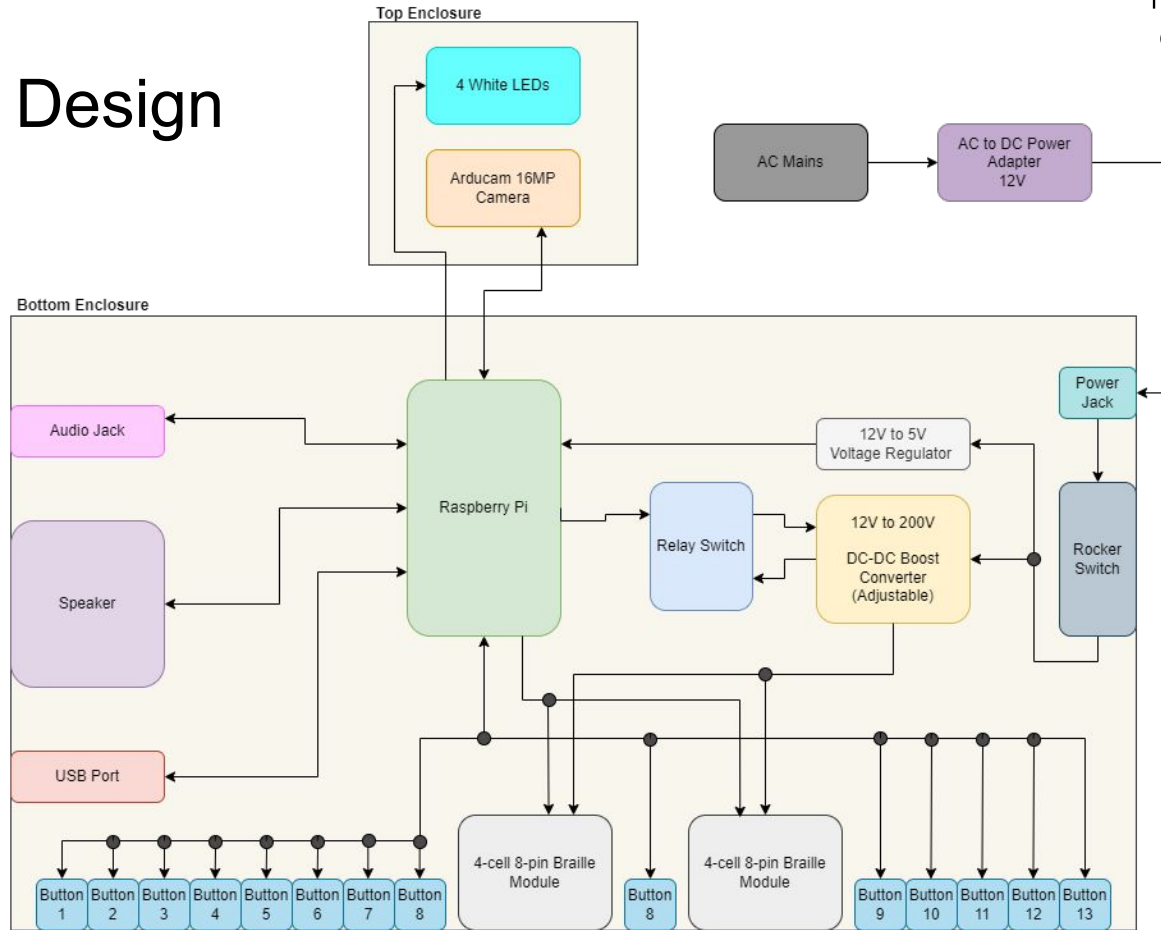 Top Enclosure
Design
4 White LEDs
Arducam 16MP
Camera
AC Mains
AC to DC Power
Adapter
12V
Bottom Enclosure
Audio Jack
Speaker
USB Port
Raspberry Pi
Relay Switch
12V to 5V
Voltage Regulator
12V to 200V
DC-DC Boost
Converter
(Adjustable)
Power
Jack
Rocker
Switch
Button
1
Button
2
Button
3
Button
4
Button
5
Button
6
Button
7
Button
8
4-cell 8-pin Braille
Module
Button
8
4-cell 8-pin Braille
Module
Button
9
Button
10
Button
11
Button
12
Button
13